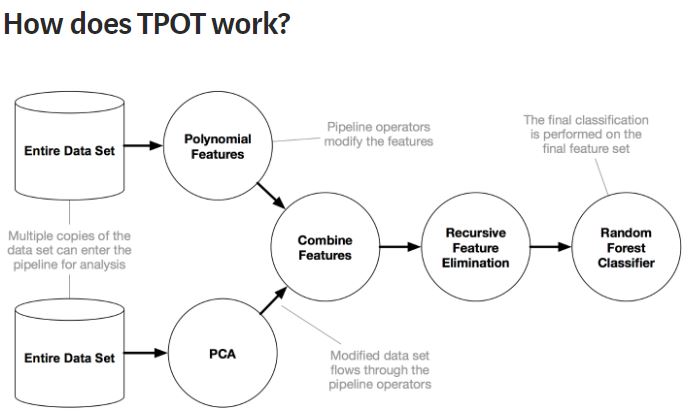 How does TPOT work?
Entire Data Set
Polynomial
Features
Pipeline operators
modify the features
The final classification
is performed on the
final feature set
Multiple copies of the
data set can enter the
pipeline for analysis
Combine
Features
Recursive
Feature
Elimination
Random
Forest
Classifier
Entire Data Set
PCA
Modified data set
flows through the
pipeline operators